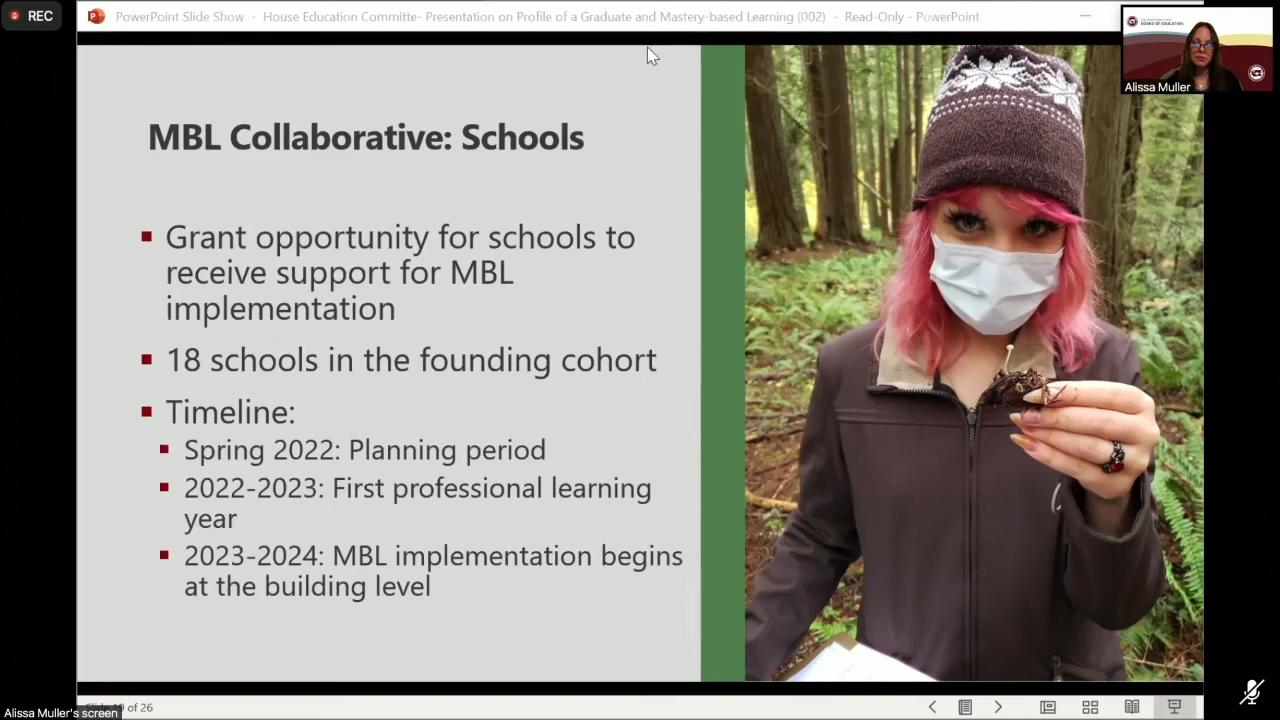 REC
PowerPoint Slide Show - House Education Committe- Presentation on Profile of a Graduate and Mastery-based Learning (002) - Read-Only - PowerPoint
BOARD OF EDUCATION
Alissa Muller
MBL Collaborative: Schools
Grant opportunity for schools to
receive support for MBL
implementation
18 schools in the founding cohort
Timeline:
Spring 2022: Planning period
2022-2023: First professional learning
year
2023-2024: MBL implementation begins
at the building level
of 26
Alissa Muller's screen